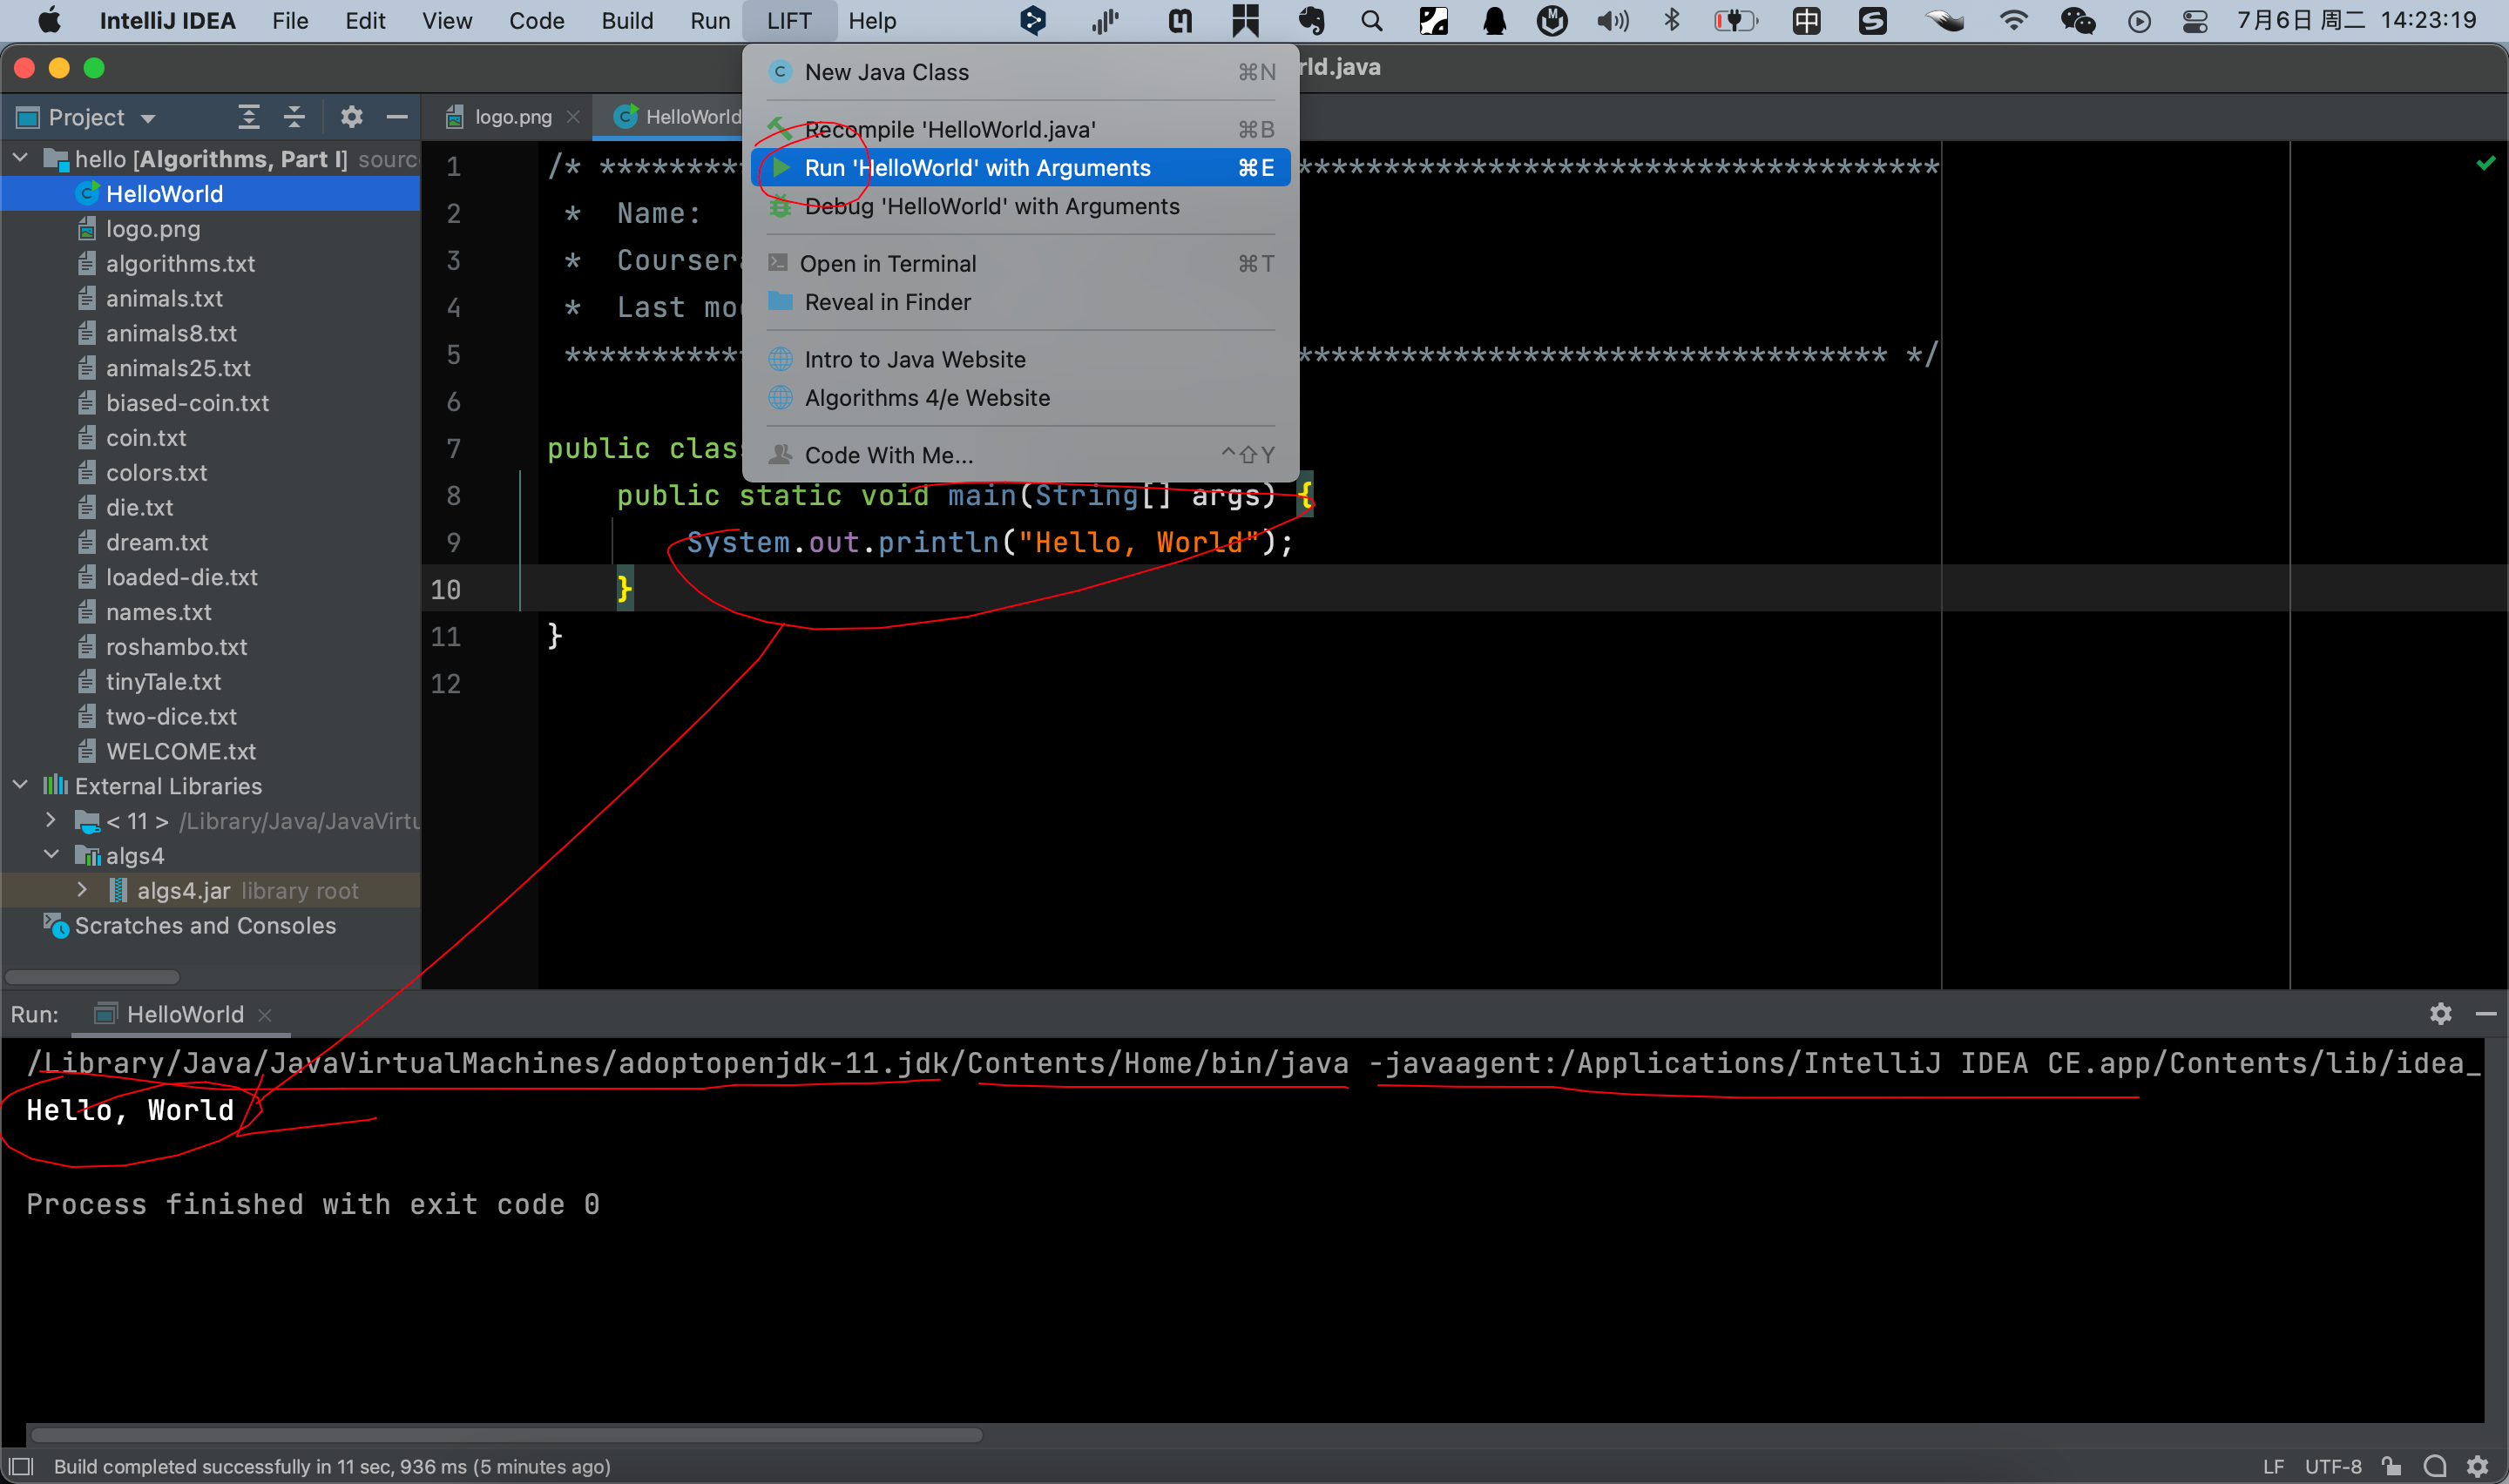 IntelliJ IDEA File Edit View Code Build Run LIFT Help 中 7月6日 周二 14:23:19
rld.java
New Java Class ⌘N
Recompile 'HelloWorld.java' ⌘B
Run 'HelloWorld' with Arguments ⌘E
Debug 'HelloWorld' with Arguments
Open in Terminal ⌘T
Reveal in Finder
Intro to Java Website
Algorithms 4/e Website
Code With Me... ^⇧Y
Project
hello [Algorithms, Part I] sourc
HelloWorld
logo.png
algorithms.txt
animals.txt
animals8.txt
animals25.txt
biased-coin.txt
coin.txt
colors.txt
die.txt
dream.txt
loaded-die.txt
names.txt
roshambo.txt
tinyTale.txt
two-dice.txt
WELCOME.txt
External Libraries
< 11 > /Library/Java/JavaVirtu
algs4
algs4.jar library root
Scratches and Consoles
logo.png HelloWorld
1 /* ********* *************************************
2 * Name:
3 * Coursera
4 * Last mo
5 ********** ********************************** */
6
7 public clas
8 public static void main(String[] args) {
9 System.out.println("Hello, World");
10 }
11 }
12
Run: HelloWorld
/Library/Java/JavaVirtualMachines/adoptopenjdk-11.jdk/Contents/Home/bin/java -javaagent:/Applications/IntelliJ IDEA CE.app/Contents/lib/idea_
Hello, World
Process finished with exit code 0
Build completed successfully in 11 sec, 936 ms (5 minutes ago) LF UTF-8